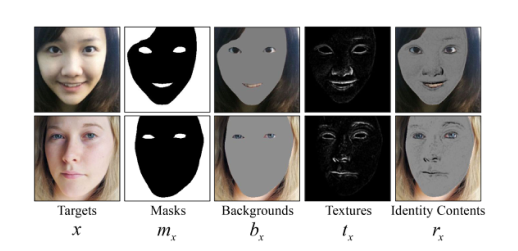 Targets Masks Backgrounds Textures Identity Contents
x m_x b_x t_x r_x